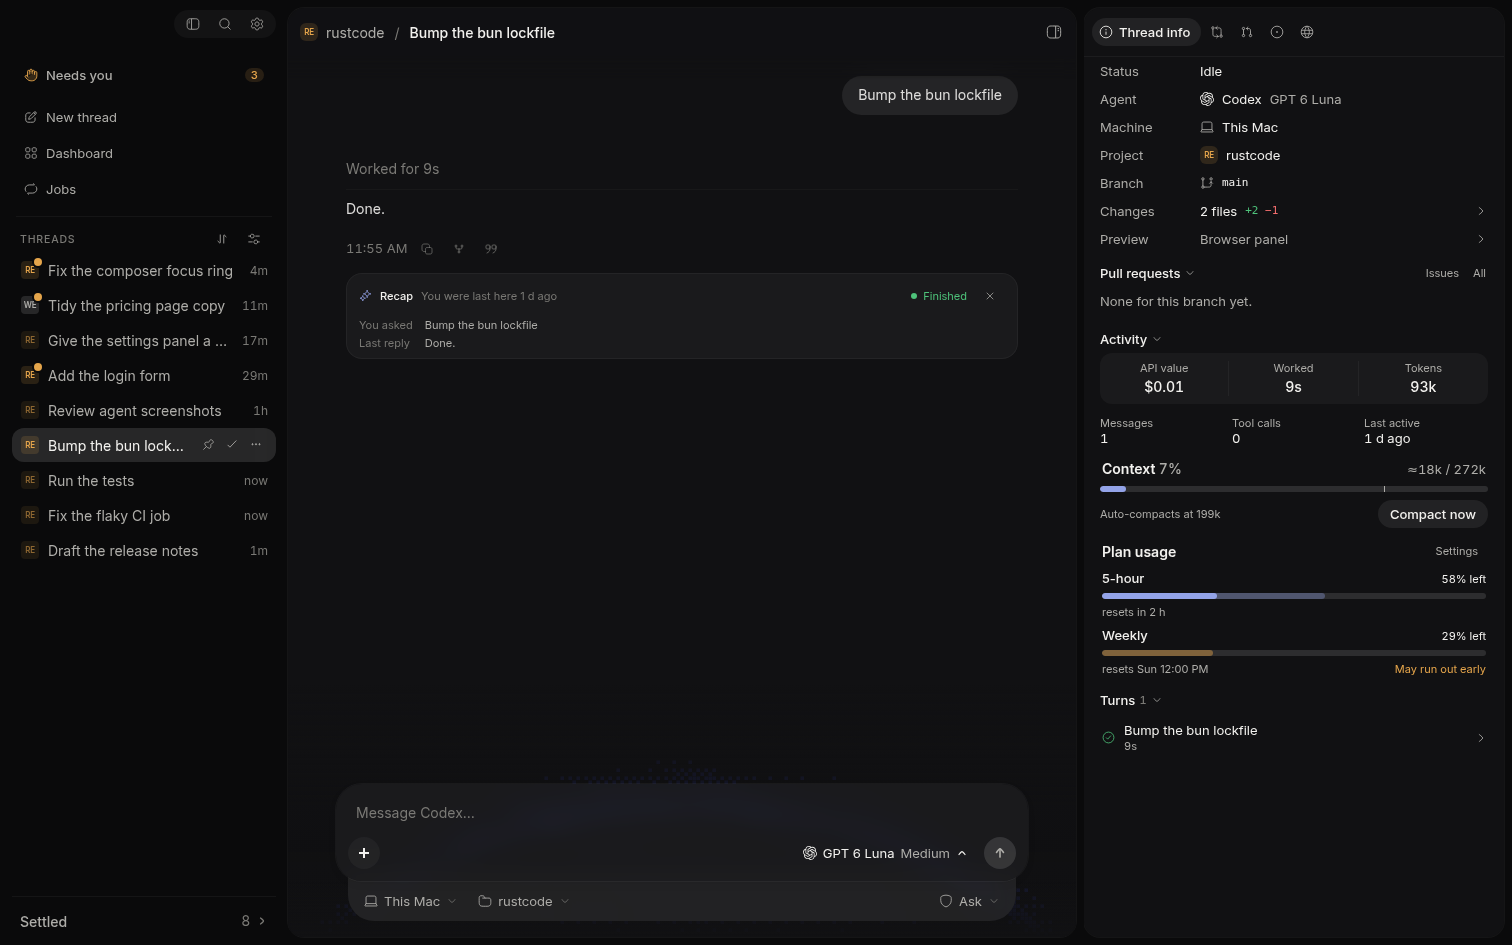 Needs you 3
New thread
Dashboard
Jobs
THREADS
RE Fix the composer focus ring 4m
WE Tidy the pricing page copy 11m
RE Give the settings panel a ... 17m
RE Add the login form 29m
RE Review agent screenshots 1h
RE Bump the bun lock...
RE Run the tests now
RE Fix the flaky CI job now
RE Draft the release notes 1m
Settled 8
RE rustcode / Bump the bun lockfile
Bump the bun lockfile
Worked for 9s
Done.
11:55 AM
Recap You were last here 1 d ago Finished
You asked Bump the bun lockfile
Last reply Done.
Message Codex...
GPT 6 Luna Medium
This Mac rustcode Ask
Thread info
Status Idle
Agent Codex GPT 6 Luna
Machine This Mac
Project RE rustcode
Branch main
Changes 2 files +2 −1
Preview Browser panel
Pull requests Issues All
None for this branch yet.
Activity
API value Worked Tokens
$0.01 9s 93k
Messages Tool calls Last active
1 0 1 d ago
Context 7% ≈18k / 272k
Auto-compacts at 199k Compact now
Plan usage Settings
5-hour 58% left
resets in 2 h
Weekly 29% left
resets Sun 12:00 PM May run out early
Turns 1
Bump the bun lockfile
9s